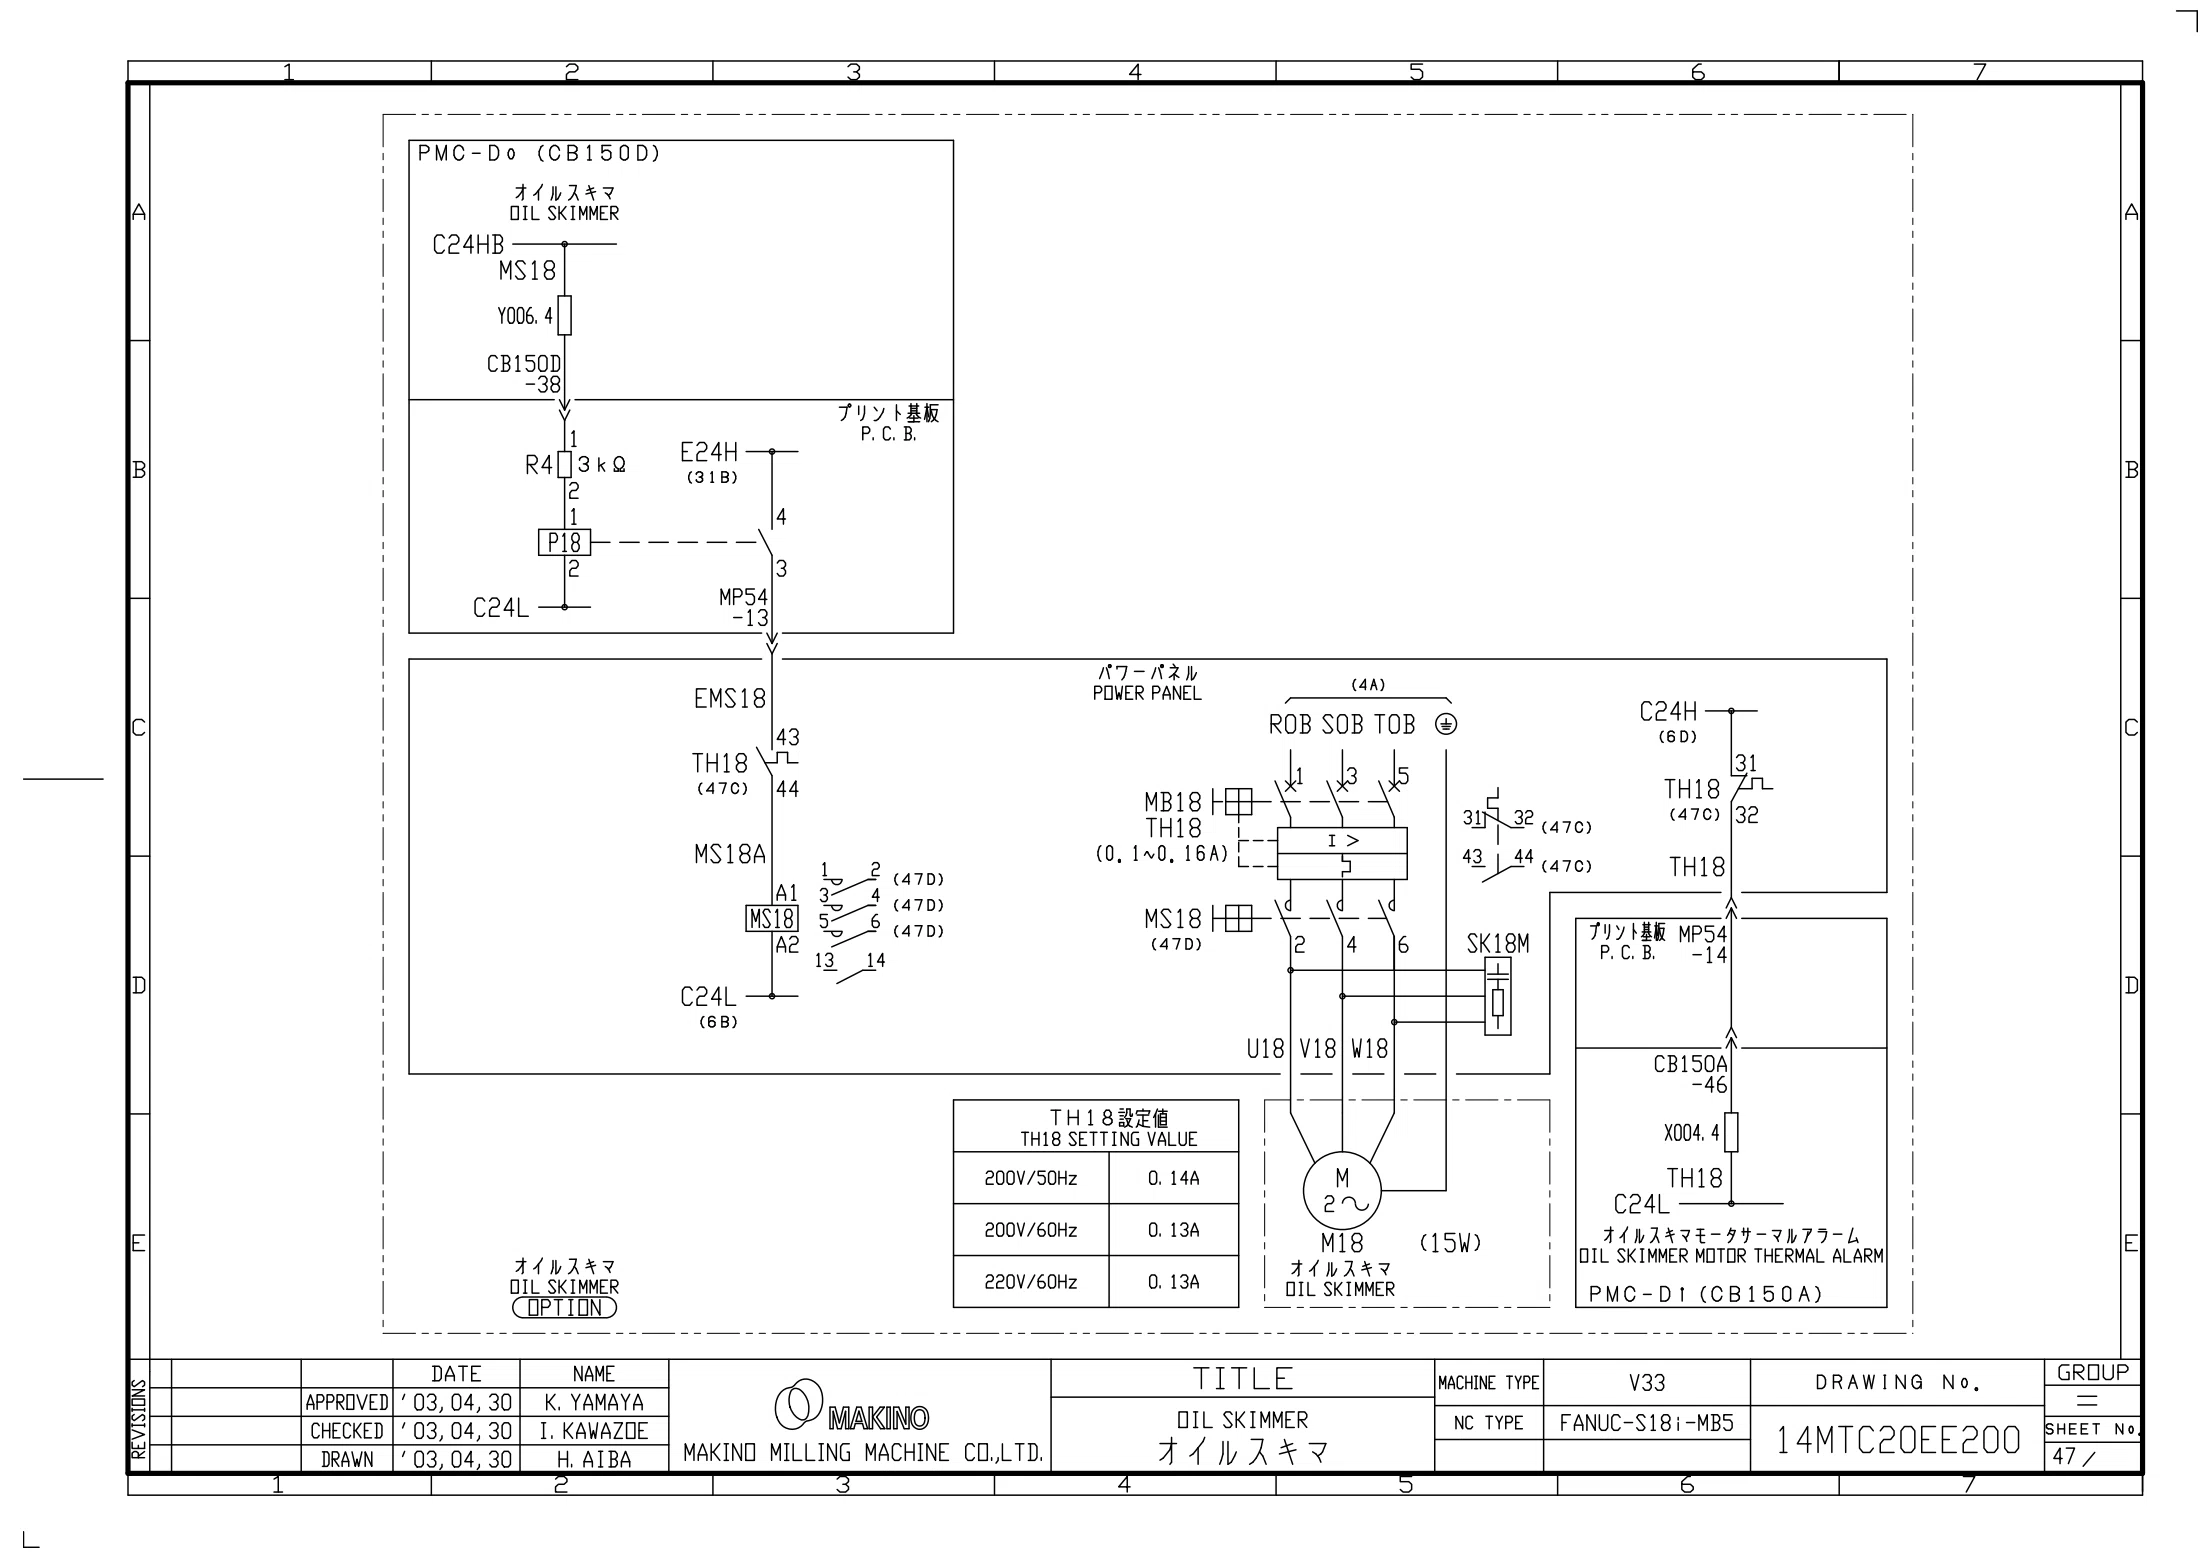 1 2 3 4 5 6 7
A A
B B
C C
D D
E E
PMC-Do (CB150D)
オイルスキマ
OIL SKIMMER
C24HB
MS18
Y006.4
CB150D
-38
プリント基板
P.C.B.
1
R4 3kΩ
2
1
P18
2
C24L
E24H
(31B)
4
3
MP54
-13
パワーパネル
POWER PANEL
EMS18
43
TH18
(47C)
44
MS18A
A1
MS18
A2
C24L
(6B)
1 2 (47D)
3 4 (47D)
5 6 (47D)
13 14
(4A)
R0B S0B T0B
1 3 5
MB18
TH18
(0.1~0.16A)
I >
31 32 (47C)
43 44 (47C)
MS18
(47D)
2 4 6
SK18M
U18 V18 W18
C24H
(6D)
31
TH18
(47C)
32
TH18
プリント基板
P.C.B.
MP54
-14
CB150A
-46
X004.4
TH18
C24L
オイルスキマモータサーマルアラーム
OIL SKIMMER MOTOR THERMAL ALARM
PMC-Di (CB150A)
TH18設定値
TH18 SETTING VALUE
200V/50Hz 0.14A
200V/60Hz 0.13A
220V/60Hz 0.13A
M
2~
M18 (15W)
オイルスキマ
OIL SKIMMER
オイルスキマ
OIL SKIMMER
OPTION
REVISIONS
DATE NAME
APPROVED '03,04,30 K. YAMAYA
CHECKED '03,04,30 I. KAWAZOE
DRAWN '03,04,30 H. AIBA
MAKINO
MAKINO MILLING MACHINE CO.,LTD.
TITLE
OIL SKIMMER
オイルスキマ
MACHINE TYPE V33
NC TYPE FANUC-S18i-MB5
DRAWING No.
14MTC20EE200
GROUP
=
SHEET No.
47/
1 2 3 4 5 6 7